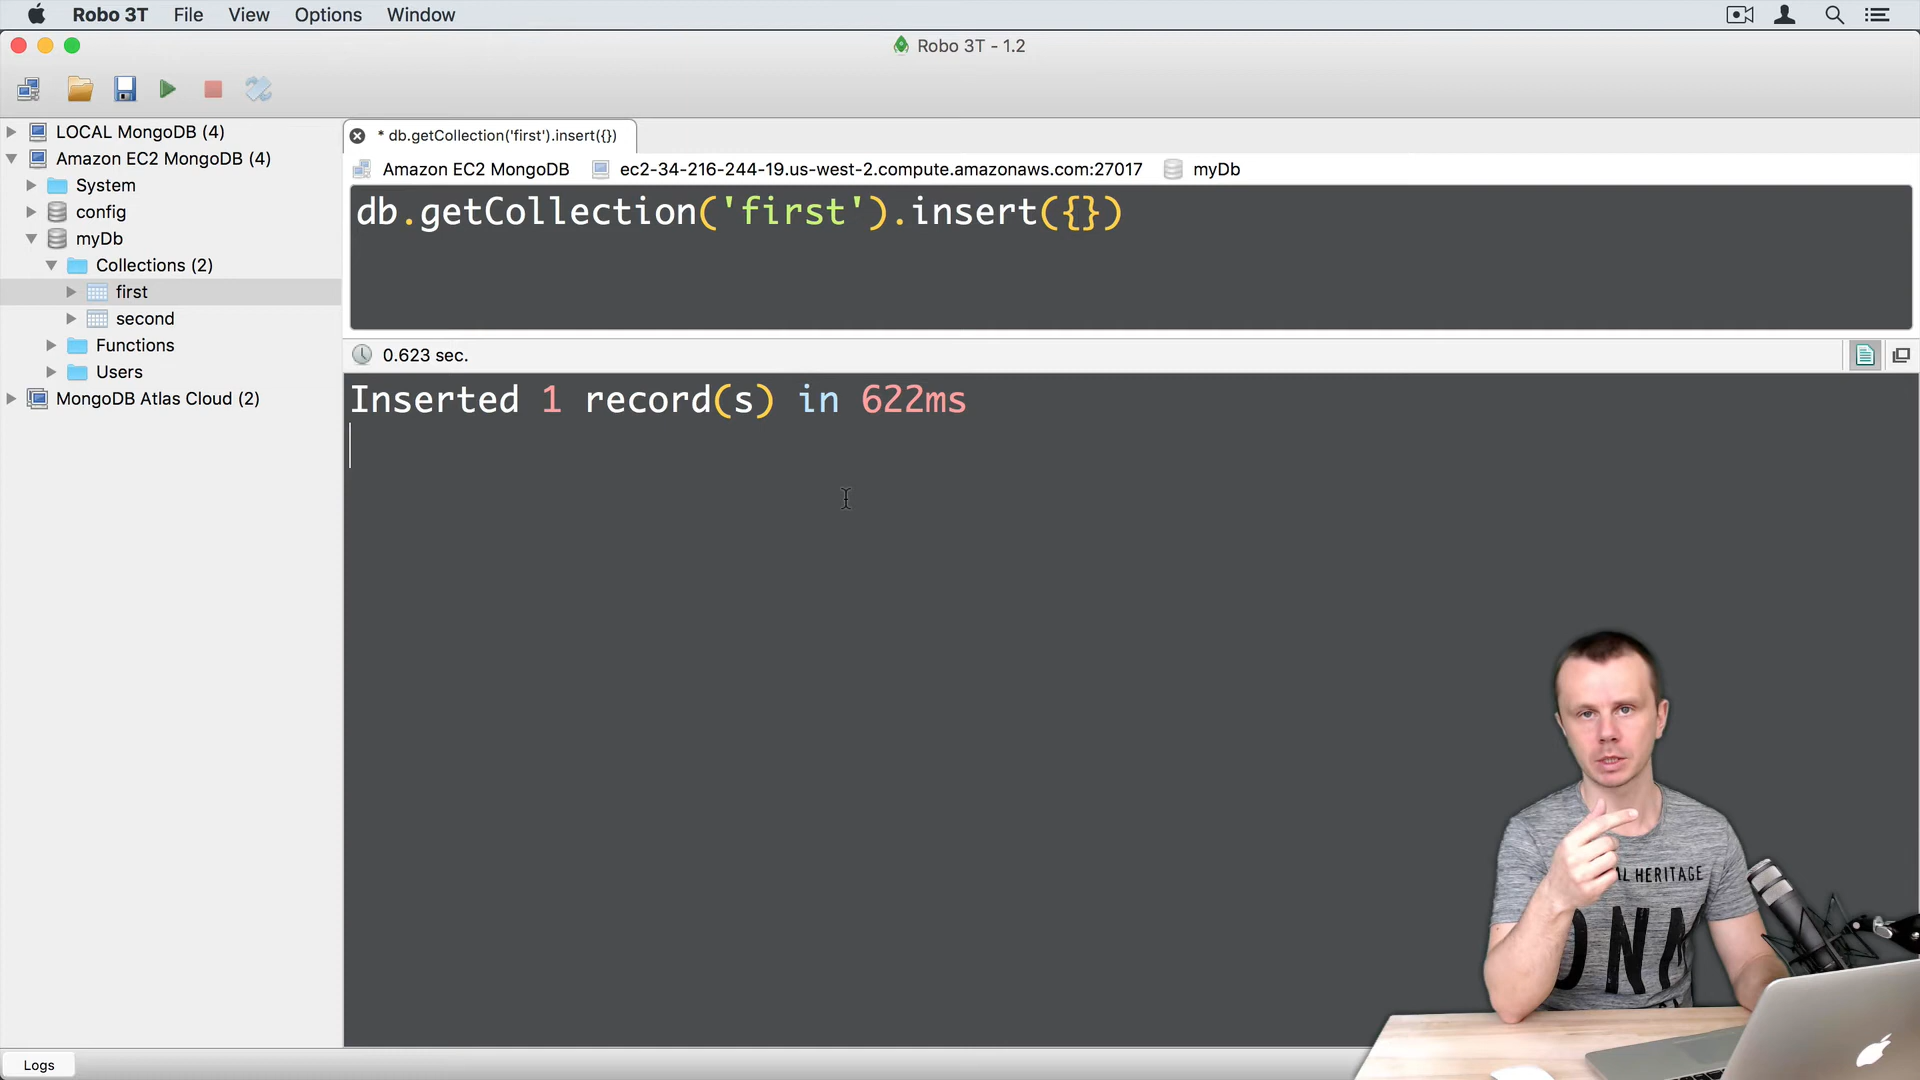 Robo 3T File View Options Window
Robo 3T - 1.2
LOCAL MongoDB (4)
Amazon EC2 MongoDB (4)
System
config
myDb
Collections (2)
first
second
Functions
Users
MongoDB Atlas Cloud (2)
* db.getCollection('first').insert({})
Amazon EC2 MongoDB ec2-34-216-244-19.us-west-2.compute.amazonaws.com:27017 myDb
db.getCollection('first').insert({})
0.623 sec.
Inserted 1 record(s) in 622ms
HERITAGE
Logs